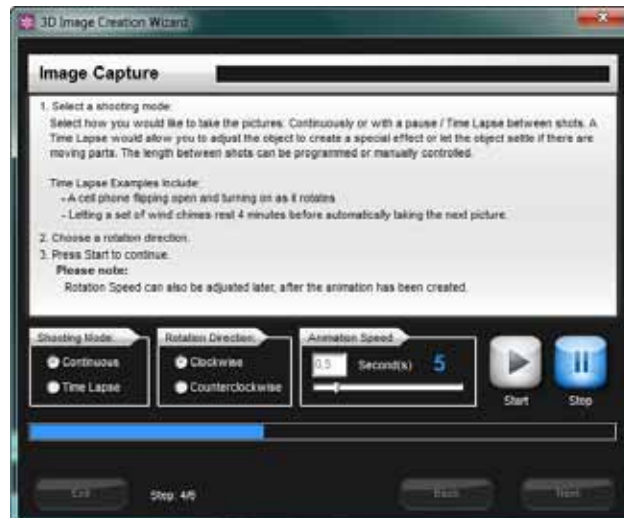 3D Image Creation Wizard
Image Capture
1. Select a shooting mode:
Select how you would like to take the pictures: Continuously or with a pause / Time Lapse between shots. A
Time Lapse would allow you to adjust the object to create a special effect or let the object settle if there are
moving parts. The length between shots can be programmed or manually controlled.
Time Lapse Examples Include:
- A cell phone flipping open and turning on as it rotates
- Letting a set of wind chimes rest 4 minutes before automatically taking the next picture.
2. Choose a rotation direction.
3. Press Start to continue.
Please note:
Rotation Speed can also be adjusted later, after the animation has been created.
Shooting Mode: Rotation Direction: Animation Speed
Continuous Clockwise 0.5 Second(s) 5
Time Lapse Counterclockwise
Start Stop
Exit Step: 4/6 Back Next